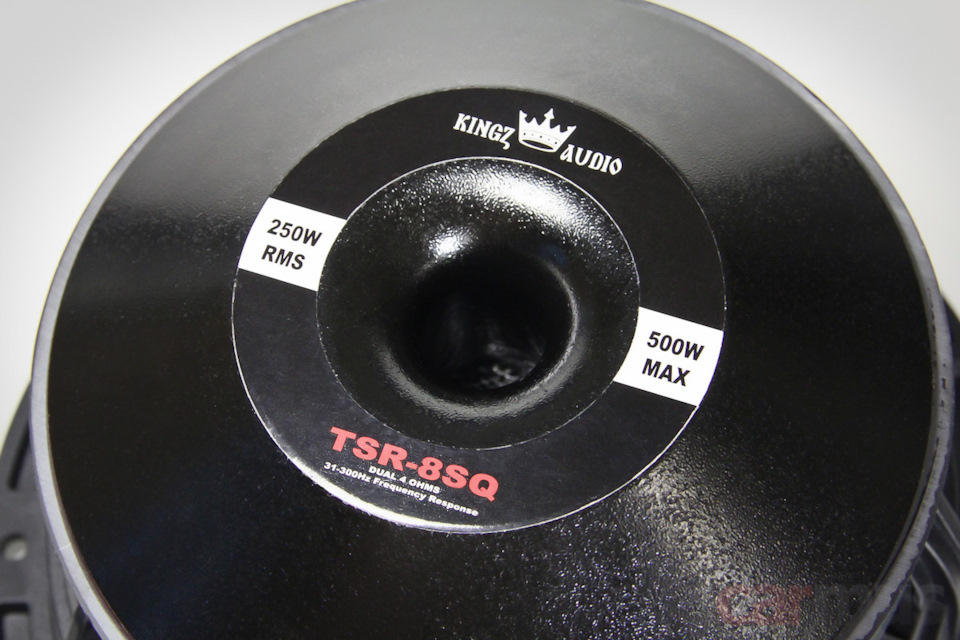 KINGZ AUDIO
250W
RMS
500W
MAX
TSR-8SQ
DUAL 4 OHMS
31-300Hz Frequency Response